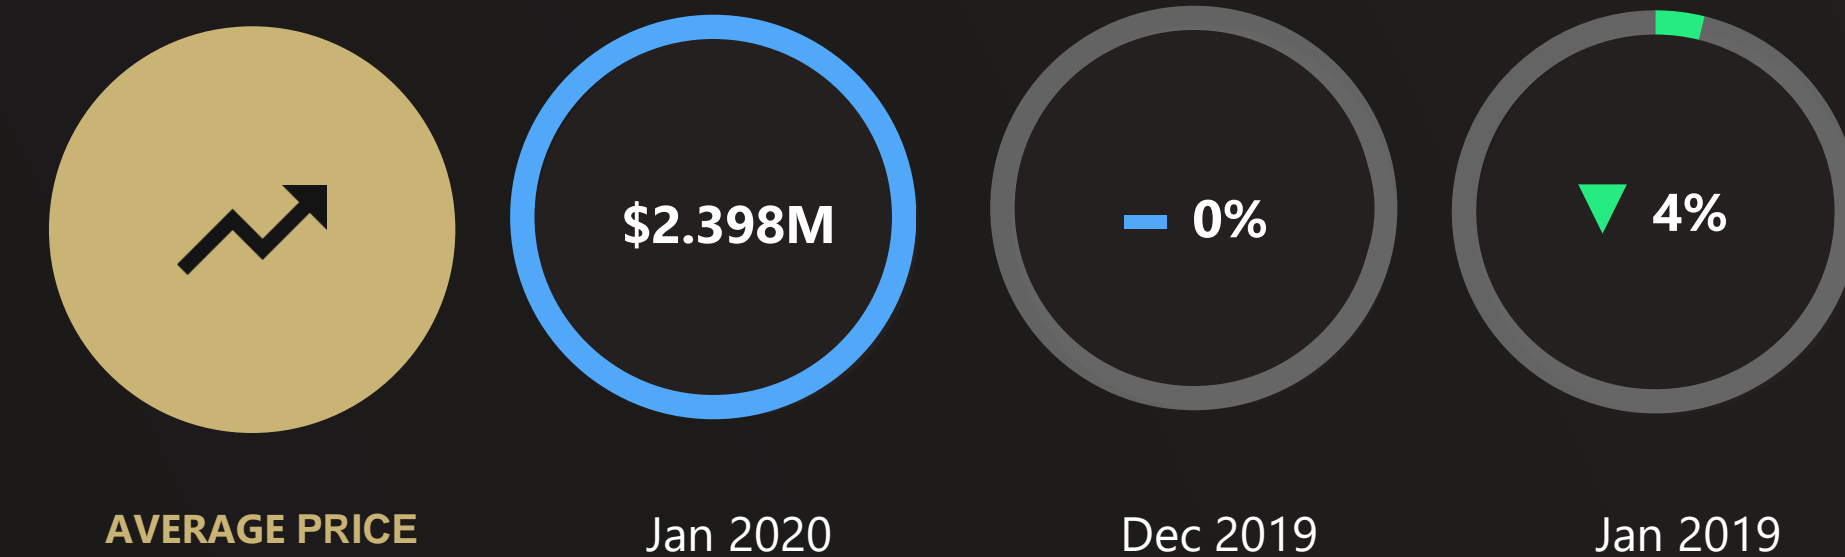 $2.398M
0%
4%
AVERAGE PRICE
Jan 2020
Dec 2019
Jan 2019